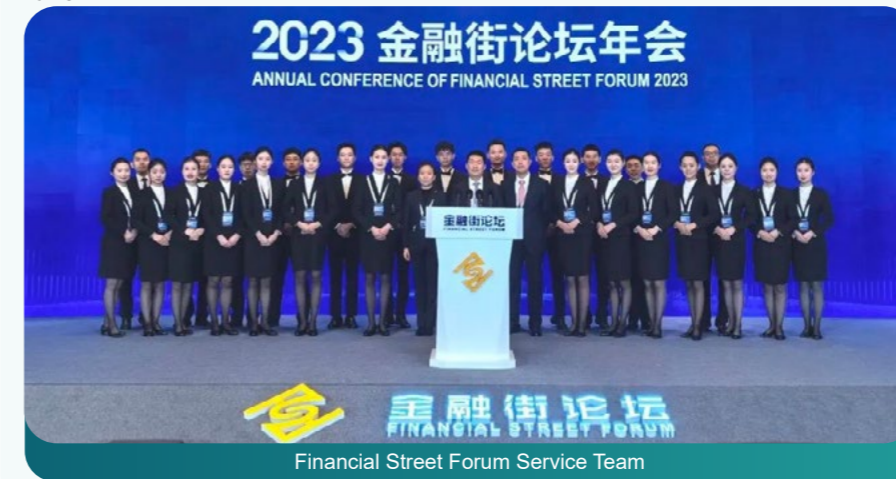 2023 金融街论坛年会
ANNUAL CONFERENCE OF FINANCIAL STREET FORUM 2023
金融街论坛
FINANCIAL STREET FORUM
金融街论坛
FINANCIAL STREET FORUM
Financial Street Forum Service Team